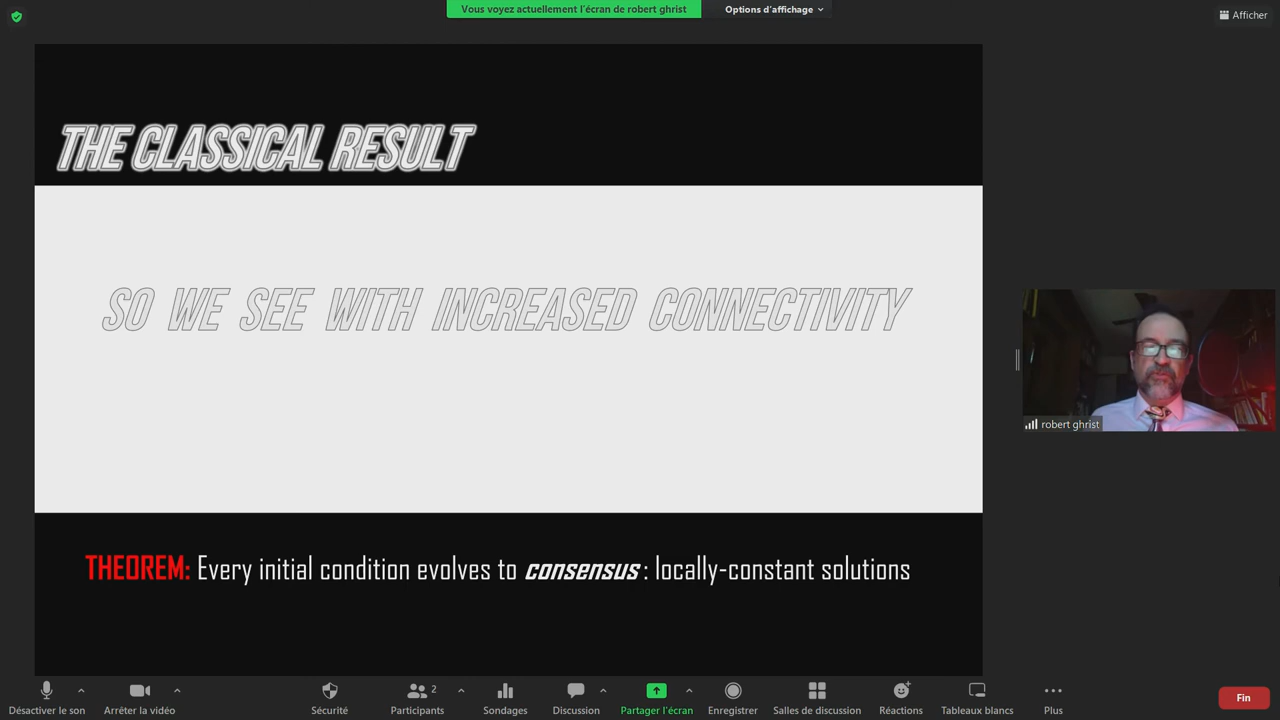 Vous voyez actuellement l'écran de robert ghrist
Options d'affichage
Afficher
THE CLASSICAL RESULT
SO WE SEE WITH INCREASED CONNECTIVITY
robert ghrist
THEOREM: Every initial condition evolves to consensus: locally-constant solutions
2
Désactiver le son
Arrêter la vidéo
Sécurité
Participants
Sondages
Discussion
Partager l'écran
Enregistrer
Salles de discussion
Réactions
Tableaux blancs
Plus
Fin